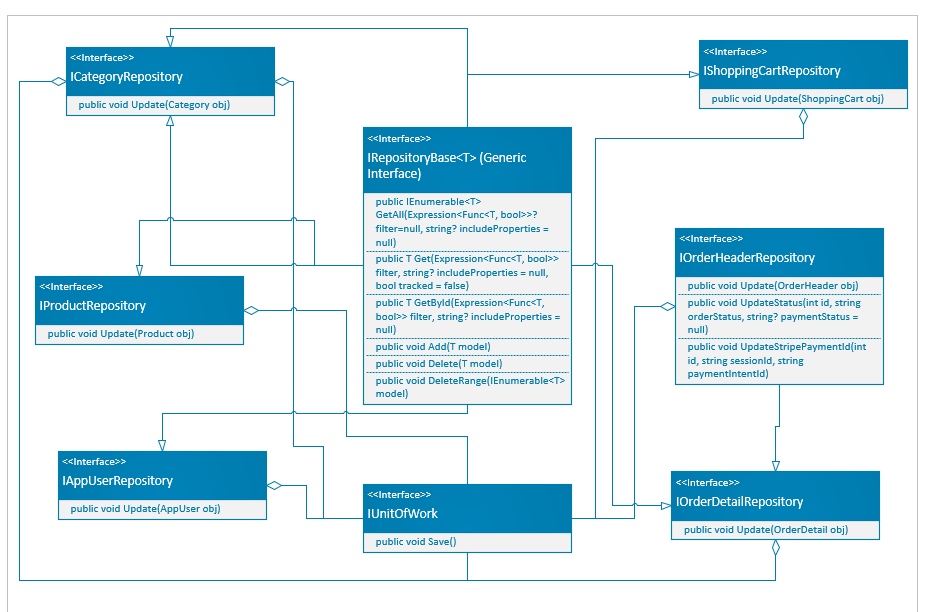 <<Interface>>
ICategoryRepository
public void Update(Category obj)
<<Interface>>
IShoppingCartRepository
public void Update(ShoppingCart obj)
<<Interface>>
IRepositoryBase<T> (Generic
Interface)
public IEnumerable<T>
GetAll(Expression<Func<T, bool>>?
filter=null, string? includeProperties =
null)
public T Get(Expression<Func<T, bool>>
filter, string? includeProperties = null,
bool tracked = false)
public T GetById(Expression<Func<T,
bool>> filter, string? includeProperties =
null)
public void Add(T model)
public void Delete(T model)
public void DeleteRange(IEnumerable<T>
model)
<<Interface>>
IOrderHeaderRepository
public void Update(OrderHeader obj)
public void UpdateStatus(int id, string
orderStatus, string? paymentStatus =
null)
public void UpdateStripePaymentId(int
id, string sessionId, string
paymentIntentId)
<<Interface>>
IProductRepository
public void Update(Product obj)
<<Interface>>
IAppUserRepository
public void Update(AppUser obj)
<<Interface>>
IUnitOfWork
public void Save()
<<Interface>>
IOrderDetailRepository
public void Update(OrderDetail obj)